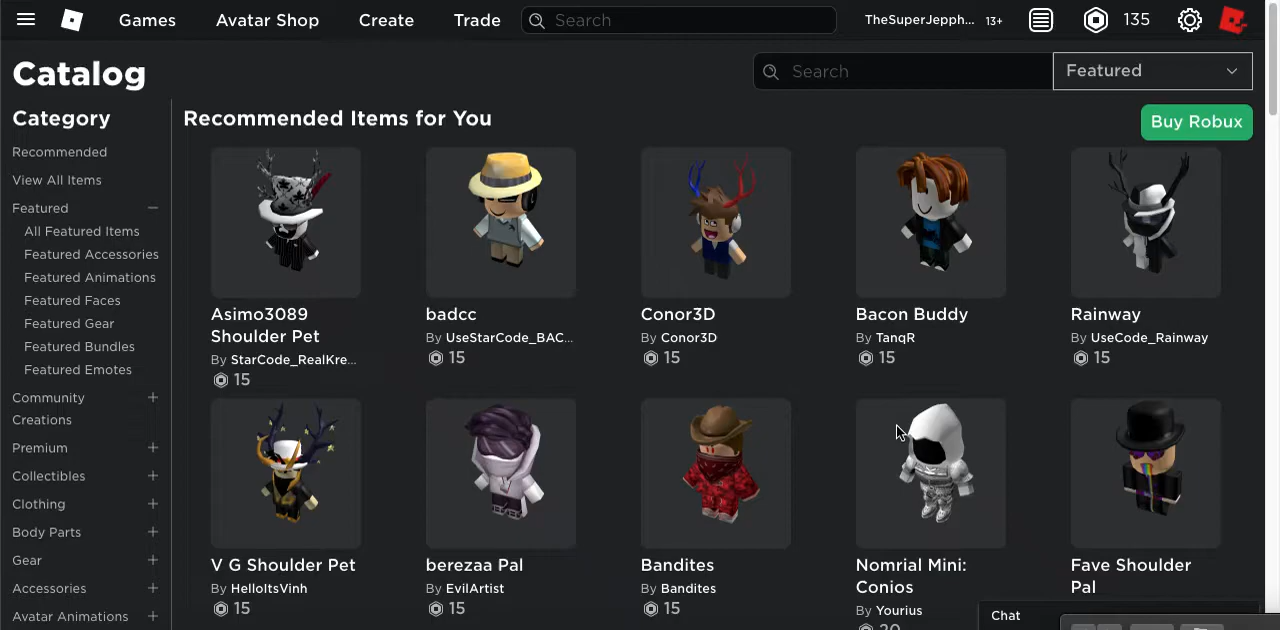 Games
Avatar Shop
Create
Trade
Search
TheSuperJepph...
13+
135
Catalog
Search
Featured
Category
Recommended
View All Items
Featured
All Featured Items
Featured Accessories
Featured Animations
Featured Faces
Featured Gear
Featured Bundles
Featured Emotes
Community
Creations
Premium
Collectibles
Clothing
Body Parts
Gear
Accessories
Avatar Animations
Recommended Items for You
Buy Robux
Asimo3089
Shoulder Pet
By StarCode_RealKre...
15
badcc
By UseStarCode_BAC...
15
Conor3D
By Conor3D
15
Bacon Buddy
By TanqR
15
Rainway
By UseCode_Rainway
15
V G Shoulder Pet
By HelloItsVinh
15
berezaa Pal
By EvilArtist
15
Bandites
By Bandites
15
Nomrial Mini:
Conios
By Yourius
Fave Shoulder
Pal
Chat